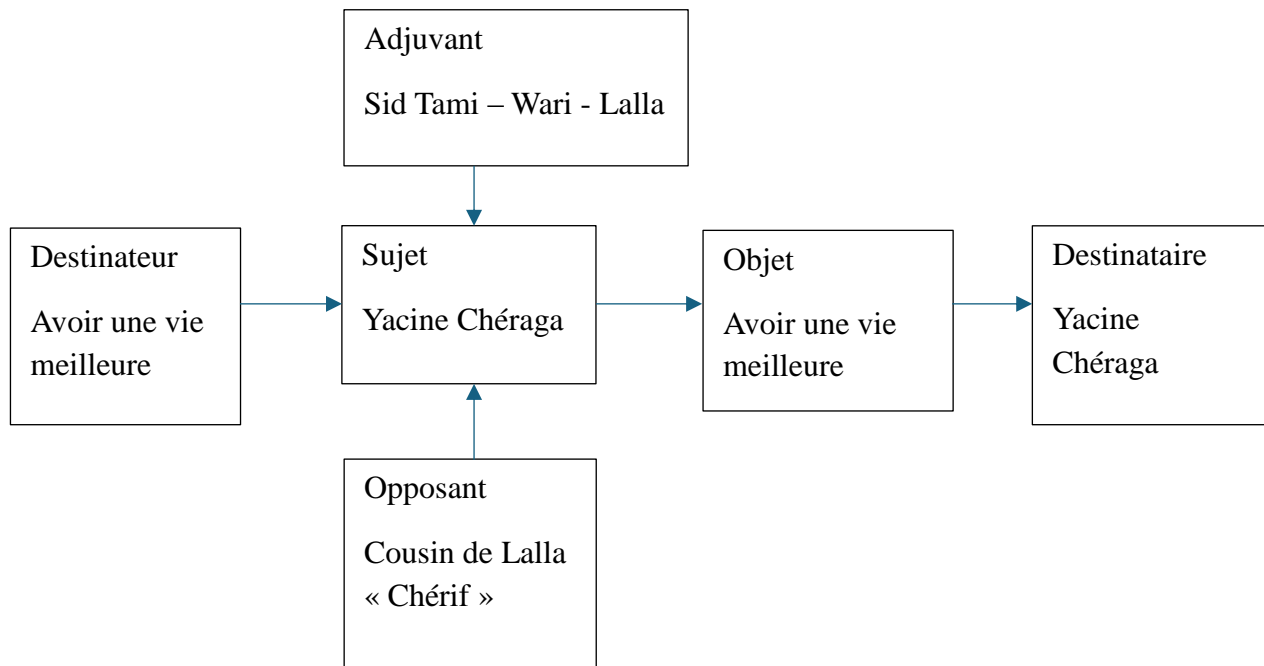 Adjuvant
Sid Tami – Wari - Lalla
Destinateur
Avoir une vie
meilleure
Sujet
Yacine Chéraga
Objet
Avoir une vie
meilleure
Destinataire
Yacine
Chéraga
Opposant
Cousin de Lalla
« Chérif »